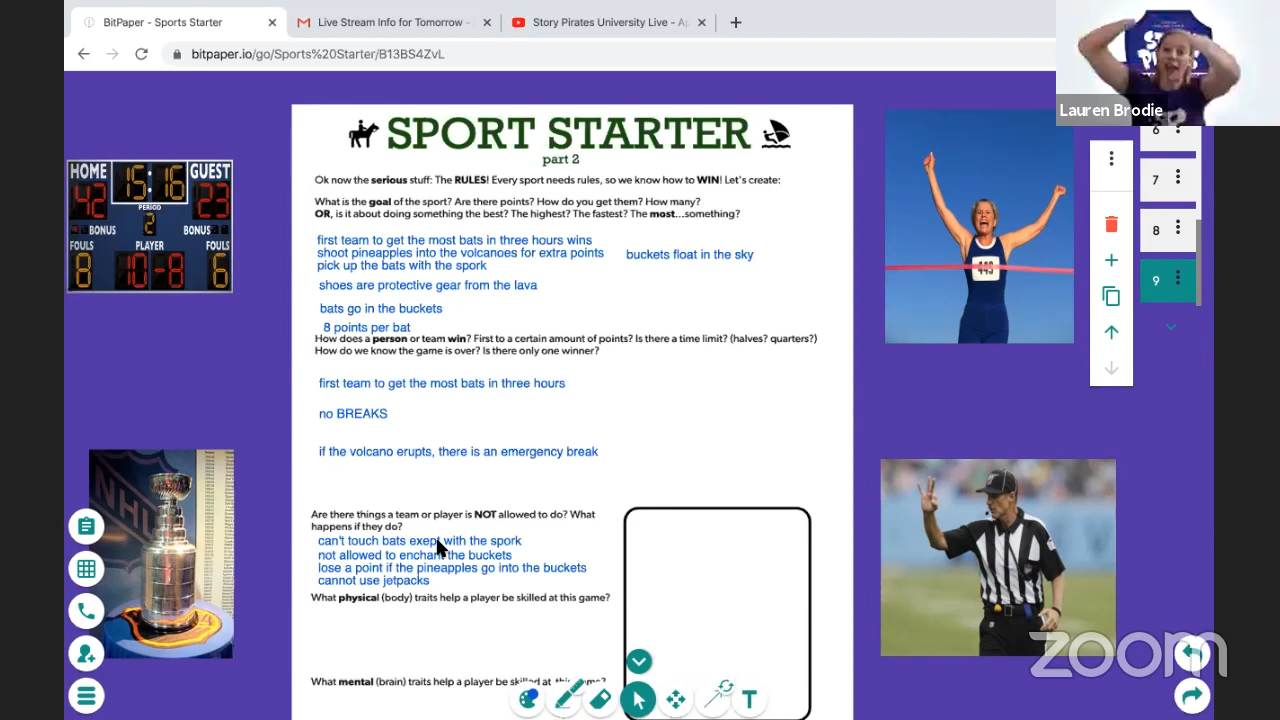 BitPaper - Sports Starter
Live Stream Info for Tomorrow -
Story Pirates University Live - A
bitpaper.io/go/Sports%20Starter/B13BS4ZvL
Lauren Brodie
SPORT STARTER
part 2
Ok now the serious stuff: The RULES! Every sport needs rules, so we know how to WIN! Let's create:
What is the goal of the sport? Are there points? How do you get them? How many?
OR, is it about doing something the best? The highest? The fastest? The most...something?
first team to get the most bats in three hours wins
shoot pineapples into the volcanoes for extra points
buckets float in the sky
pick up the bats with the spork
shoes are protective gear from the lava
bats go in the buckets
8 points per bat
How does a person or team win? First to a certain amount of points? Is there a time limit? (halves? quarters?)
How do we know the game is over? Is there only one winner?
first team to get the most bats in three hours
no BREAKS
if the volcano erupts, there is an emergency break
Are there things a team or player is NOT allowed to do? What
happens if they do?
can't touch bats exept with the spork
not allowed to enchant the buckets
lose a point if the pineapples go into the buckets
cannot use jetpacks
What physical (body) traits help a player be skilled at this game?
What mental (brain) traits help a player be skilled at this game?
HOME 15:16 GUEST
42 PERIOD 23
BONUS 2 BONUS
FOULS PLAYER FOULS
8 10-8 6
NHL
449
6
7
8
9
T
zoom